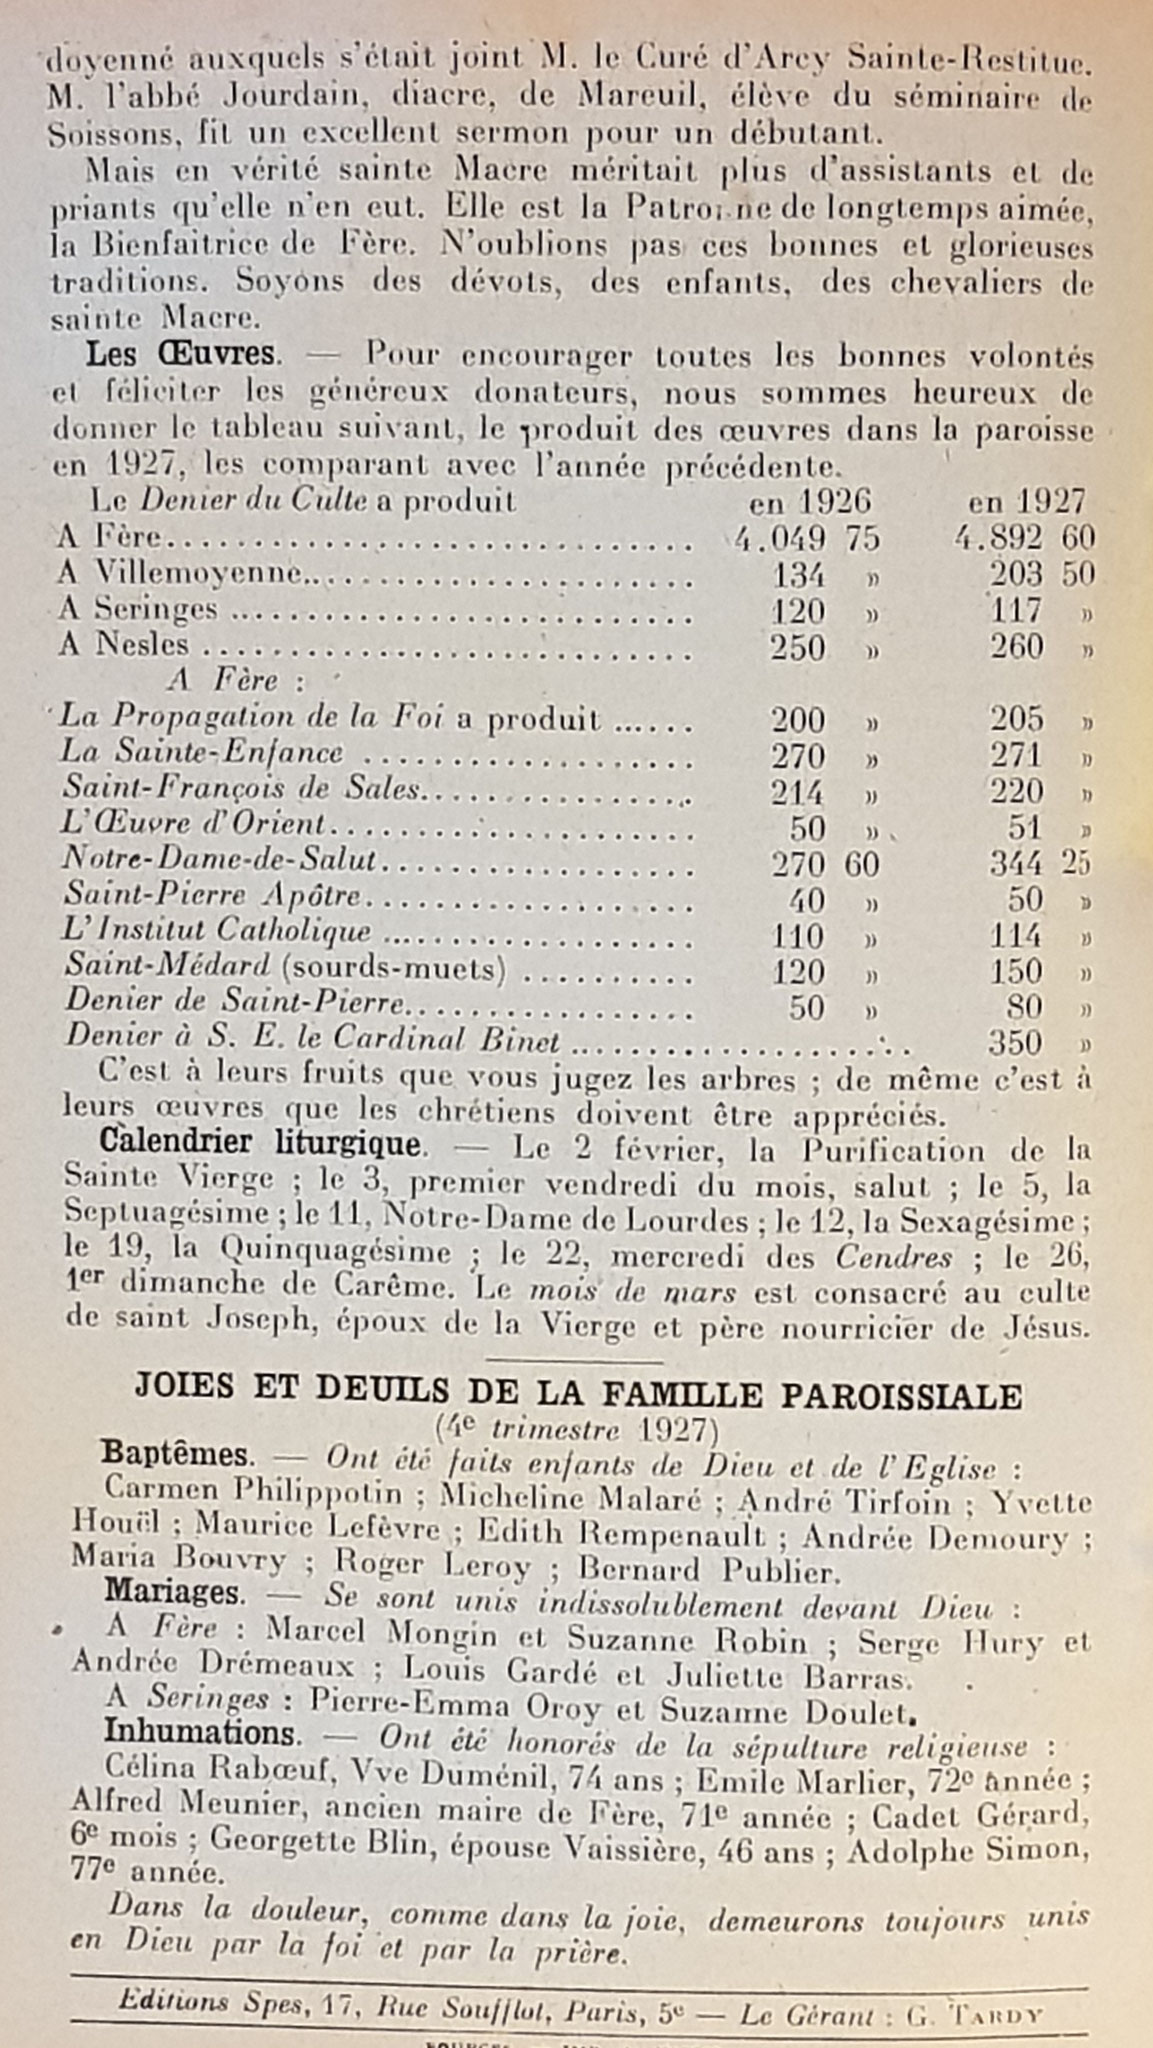 doyenné auxquels s'était joint M. le Curé d'Arcy Sainte-Restitue.
M. l'abbé Jourdain, diacre, de Mareuil, élève du séminaire de
Soissons, fit un excellent sermon pour un débutant.
Mais en vérité sainte Macre méritait plus d'assistants et de
priants qu'elle n'en eut. Elle est la Patronne de longtemps aimée,
la Bienfaitrice de Fère. N'oublions pas ces bonnes et glorieuses
traditions. Soyons des dévots, des enfants, des chevaliers de
sainte Macre.
Les Œuvres. — Pour encourager toutes les bonnes volontés
et féliciter les généreux donateurs, nous sommes heureux de
donner le tableau suivant, le produit des œuvres dans la paroisse
en 1927, les comparant avec l'année précédente.
Le Denier du Culte a produit en 1926 en 1927
A Fère.............................. 4.049 75 4.892 60
A Villemoyenne...................... 134 » 203 50
A Seringes .......................... 120 » 117 »
A Nesles ............................ 250 » 260 »
A Fère :
La Propagation de la Foi a produit ...... 200 » 205 »
La Sainte-Enfance ................... 270 » 271 »
Saint-François de Sales................ 214 » 220 »
L'Œuvre d'Orient..................... 50 » 51 »
Notre-Dame-de-Salut.................. 270 60 344 25
Saint-Pierre Apôtre................... 40 » 50 »
L'Institut Catholique .................. 110 » 114 »
Saint-Médard (sourds-muets) .......... 120 » 150 »
Denier de Saint-Pierre................. 50 » 80 »
Denier à S. E. le Cardinal Binet .................... 350 »
C'est à leurs fruits que vous jugez les arbres ; de même c'est à
leurs œuvres que les chrétiens doivent être appréciés.
Calendrier liturgique. — Le 2 février, la Purification de la
Sainte Vierge ; le 3, premier vendredi du mois, salut ; le 5, la
Septuagésime ; le 11, Notre-Dame de Lourdes ; le 12, la Sexagésime ;
le 19, la Quinquagésime ; le 22, mercredi des Cendres ; le 26,
1er dimanche de Carême. Le mois de mars est consacré au culte
de saint Joseph, époux de la Vierge et père nourricier de Jésus.
JOIES ET DEUILS DE LA FAMILLE PAROISSIALE
(4e trimestre 1927)
Baptêmes. — Ont été faits enfants de Dieu et de l'Eglise :
Carmen Philippotin ; Micheline Malaré ; André Tirfoin ; Yvette
Houël ; Maurice Lefèvre ; Edith Rempenault ; Andrée Demoury ;
Maria Bouvry ; Roger Leroy ; Bernard Publier.
Mariages. — Se sont unis indissolublement devant Dieu :
A Fère : Marcel Mongin et Suzanne Robin ; Serge Hury et
Andrée Drémeaux ; Louis Gardé et Juliette Barras.
A Seringes : Pierre-Emma Oroy et Suzanne Doulet.
Inhumations. — Ont été honorés de la sépulture religieuse :
Célina Rabœuf, Vve Duménil, 74 ans ; Emile Marlier, 72e année ;
Alfred Meunier, ancien maire de Fère, 71e année ; Cadet Gérard,
6e mois ; Georgette Blin, épouse Vaissière, 46 ans ; Adolphe Simon,
77e année.
Dans la douleur, comme dans la joie, demeurons toujours unis
en Dieu par la foi et par la prière.
Editions Spes, 17, Rue Soufflot, Paris, 5e — Le Gérant : G. TARDY